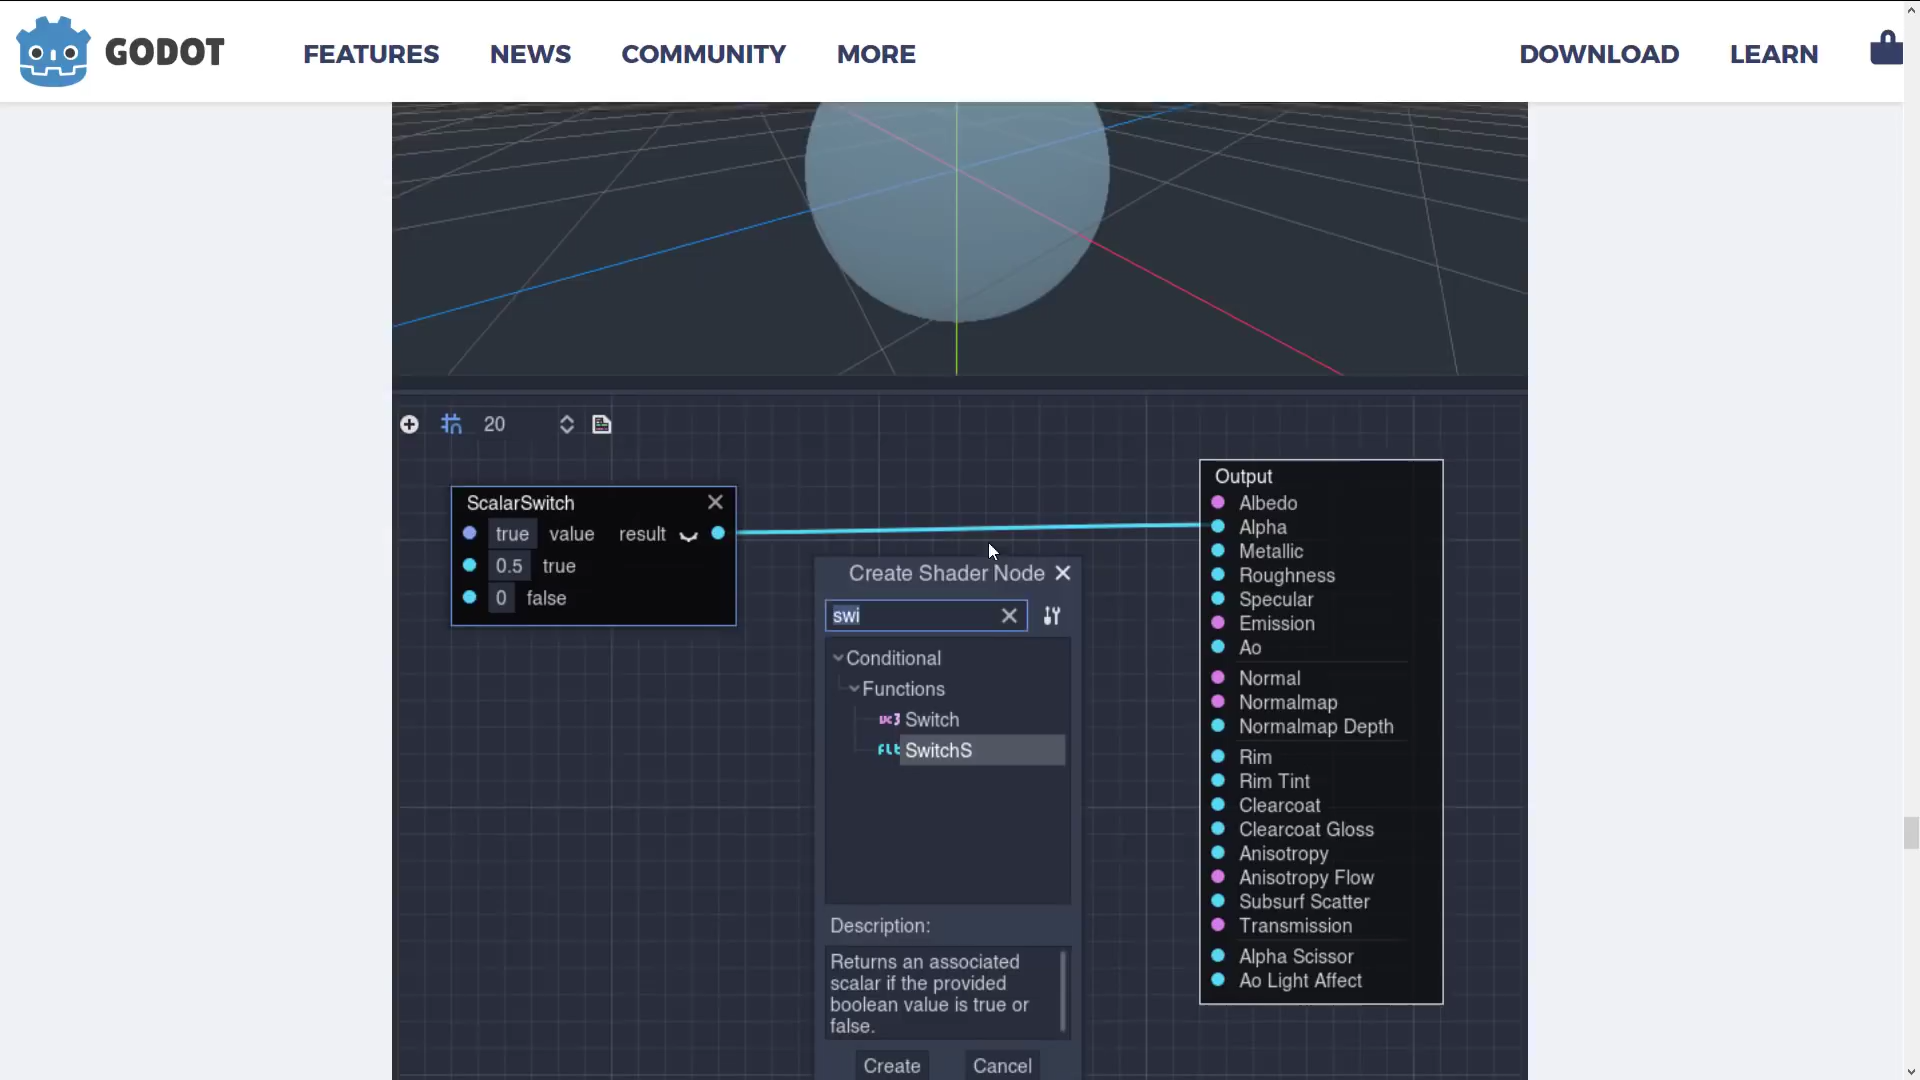 GODOT FEATURES NEWS COMMUNITY MORE DOWNLOAD LEARN
20
ScalarSwitch
true value result
0.5 true
0 false
Create Shader Node
swi
Conditional
Functions
vc3 Switch
flt SwitchS
Description:
Returns an associated
scalar if the provided
boolean value is true or
false.
Create Cancel
Output
Albedo
Alpha
Metallic
Roughness
Specular
Emission
Ao
Normal
Normalmap
Normalmap Depth
Rim
Rim Tint
Clearcoat
Clearcoat Gloss
Anisotropy
Anisotropy Flow
Subsurf Scatter
Transmission
Alpha Scissor
Ao Light Affect